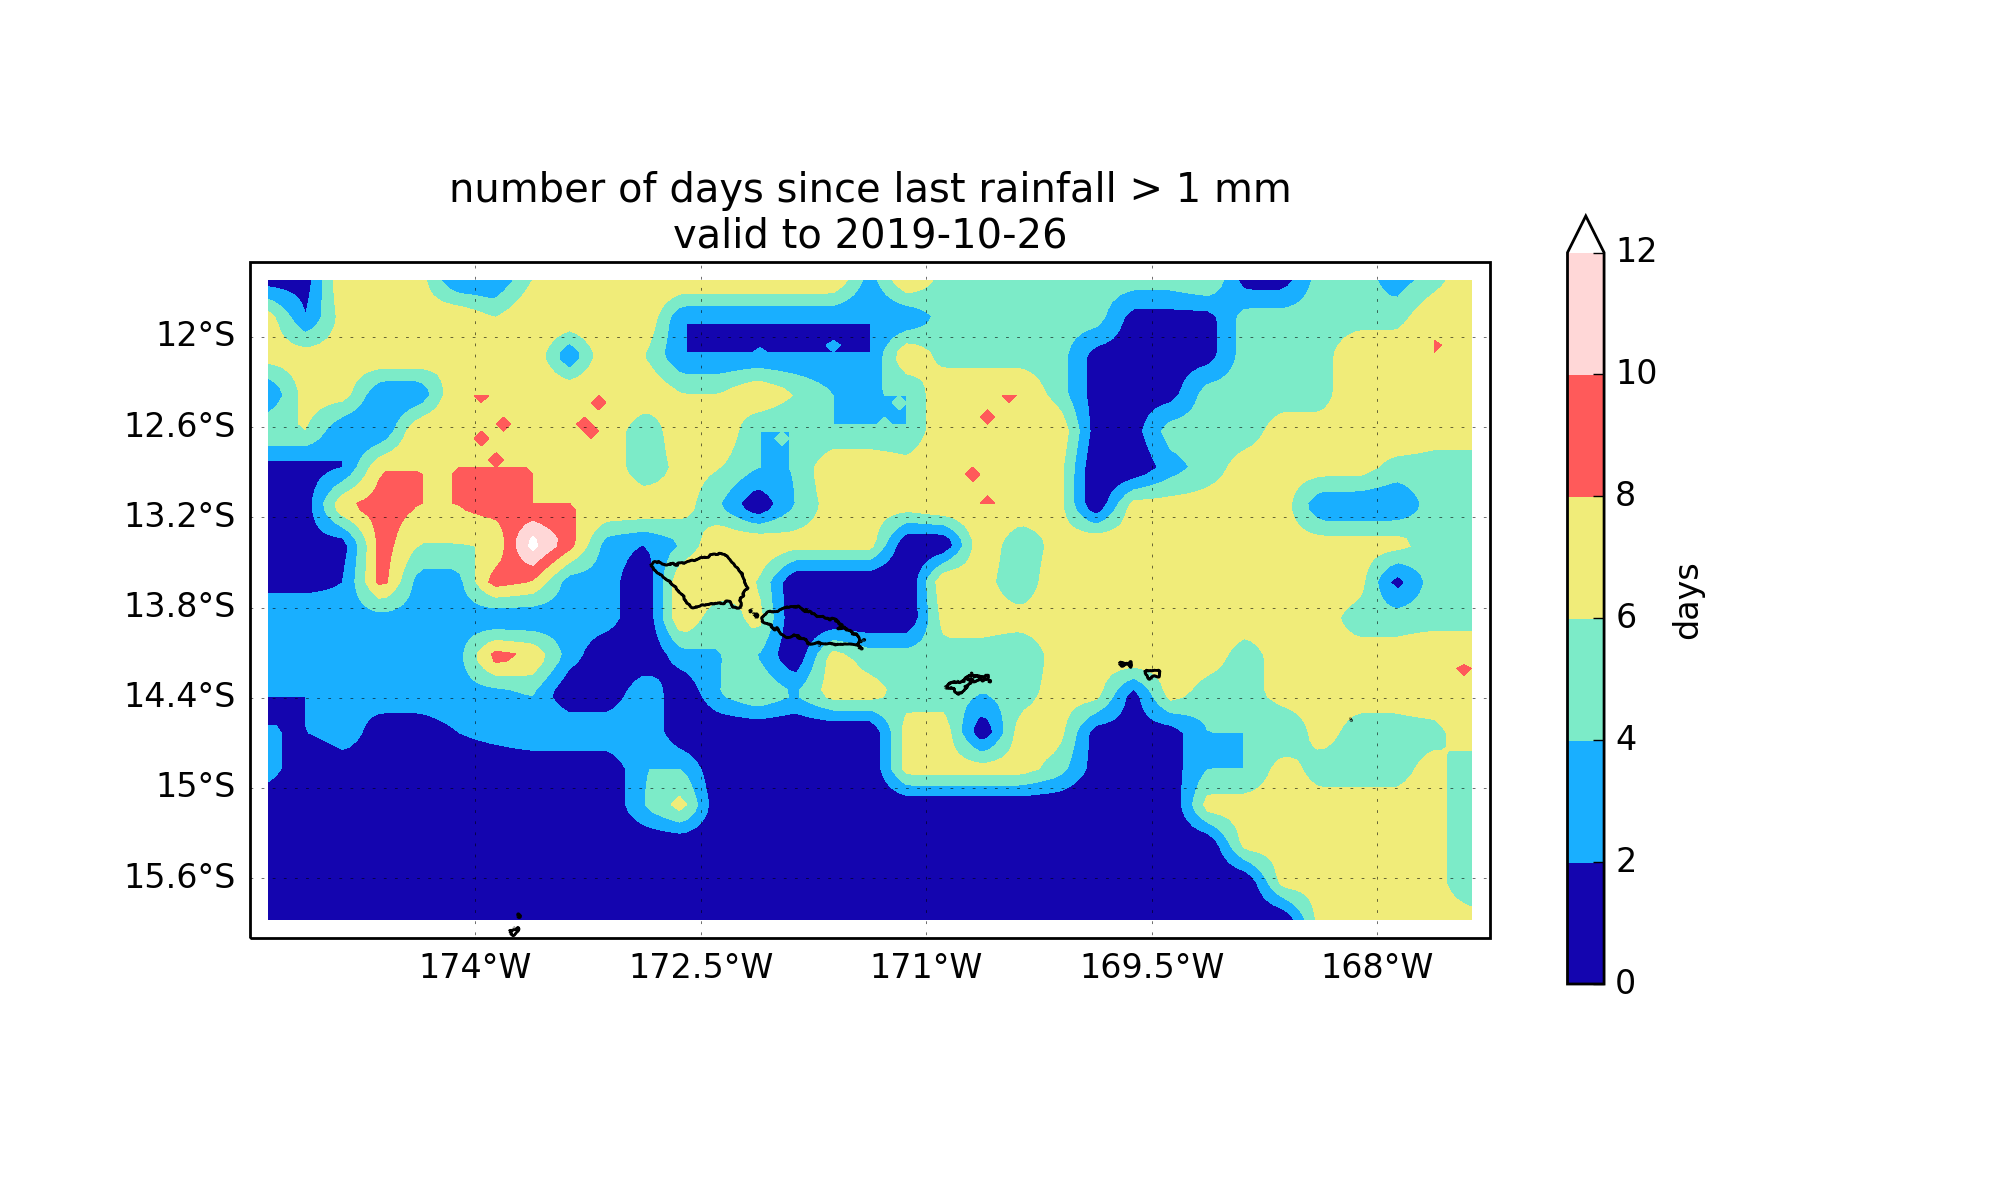 number of days since last rainfall > 1 mm
valid to 2019-10-26
12°S
12.6°S
13.2°S
13.8°S
14.4°S
15°S
15.6°S
174°W 172.5°W 171°W 169.5°W 168°W
12
10
8
6
4
2
0
days